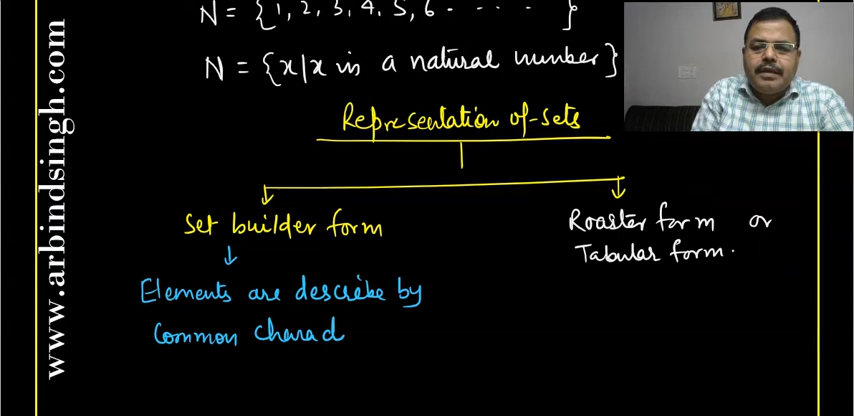 N = {1, 2, 3, 4, 5, 6 - - - - - }
N = {x/x is a natural number}
Representation of sets
Set builder form
Roaster form or
Tabular form.
Elements are describe by
Common charad
www.arbindsingh.com